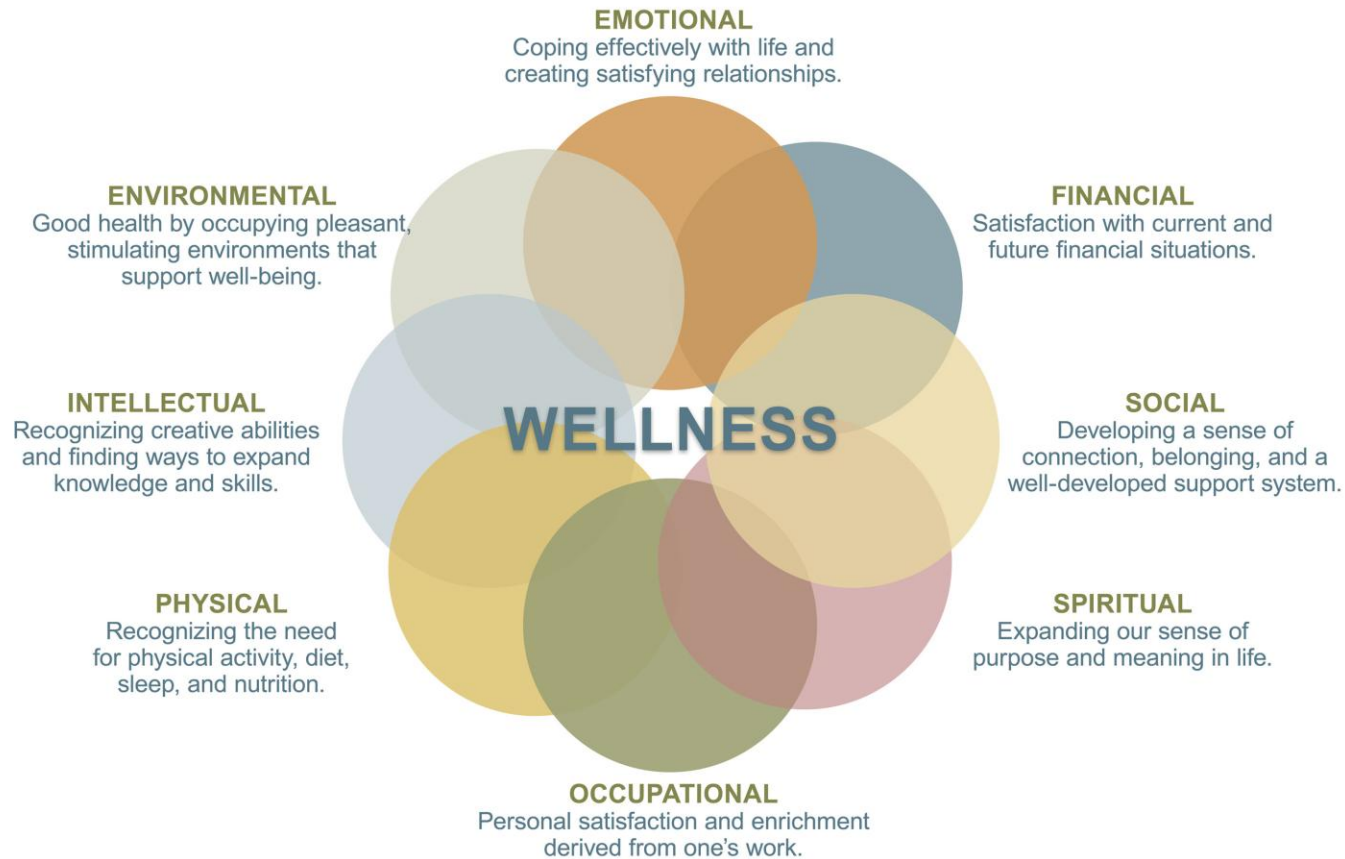 EMOTIONAL
Coping effectively with life and
creating satisfying relationships.
FINANCIAL
Satisfaction with current and
future financial situations.
SOCIAL
Developing a sense of
connection, belonging, and a
well-developed support system.
SPIRITUAL
Expanding our sense of
purpose and meaning in life.
OCCUPATIONAL
Personal satisfaction and enrichment
derived from one’s work.
PHYSICAL
Recognizing the need
for physical activity, diet,
sleep, and nutrition.
INTELLECTUAL
Recognizing creative abilities
and finding ways to expand
knowledge and skills.
ENVIRONMENTAL
Good health by occupying pleasant,
stimulating environments that
support well-being.
WELLNESS